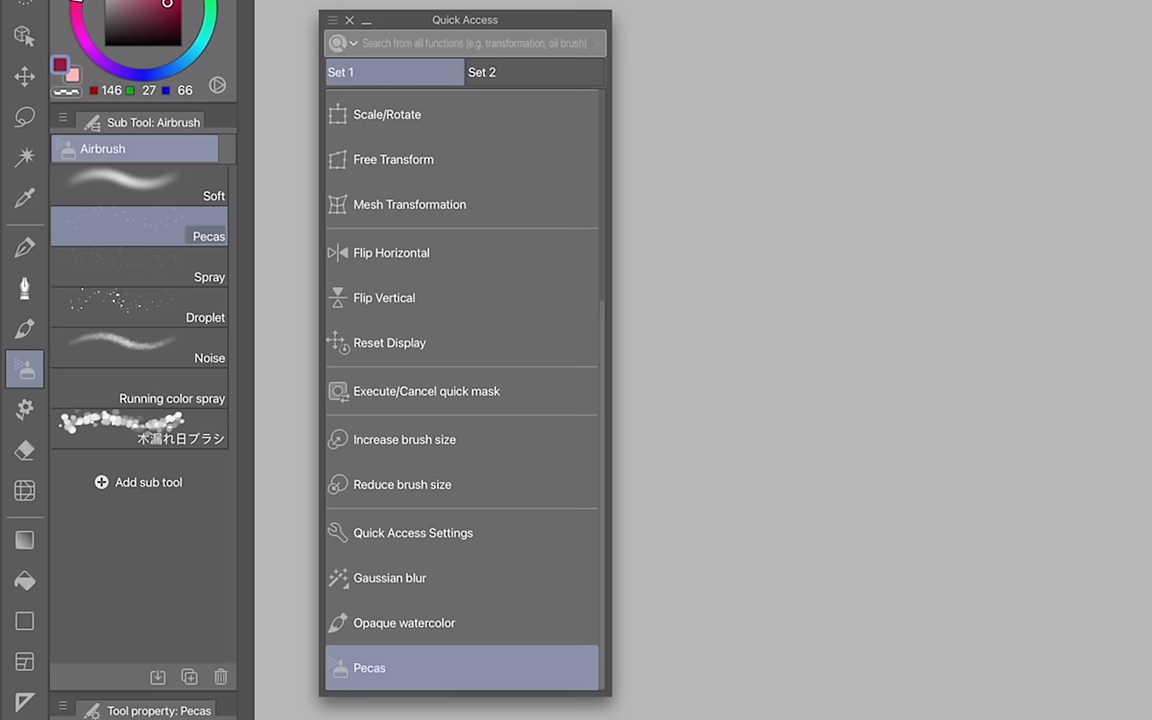 146 27 66
Sub Tool: Airbrush
Airbrush
Soft
Pecas
Spray
Droplet
Noise
Running color spray
木漏れ日ブラシ
Add sub tool
Tool property: Pecas
Quick Access
Search from all functions (e.g. transformation, oil brush)
Set 1 Set 2
Scale/Rotate
Free Transform
Mesh Transformation
Flip Horizontal
Flip Vertical
Reset Display
Execute/Cancel quick mask
Increase brush size
Reduce brush size
Quick Access Settings
Gaussian blur
Opaque watercolor
Pecas